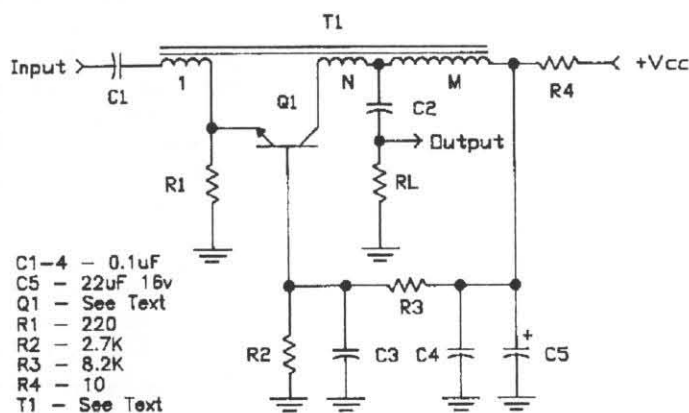 T1
Input
+Vcc
C1
1
N
M
R4
Q1
C2
Output
R1
RL
C1-4 - 0.1uF
C5 - 22uF 16v
Q1 - See Text
R1 - 220
R2 - 2.7K
R3 - 8.2K
R4 - 10
T1 - See Text
R3
R2
C3
C4
+
C5